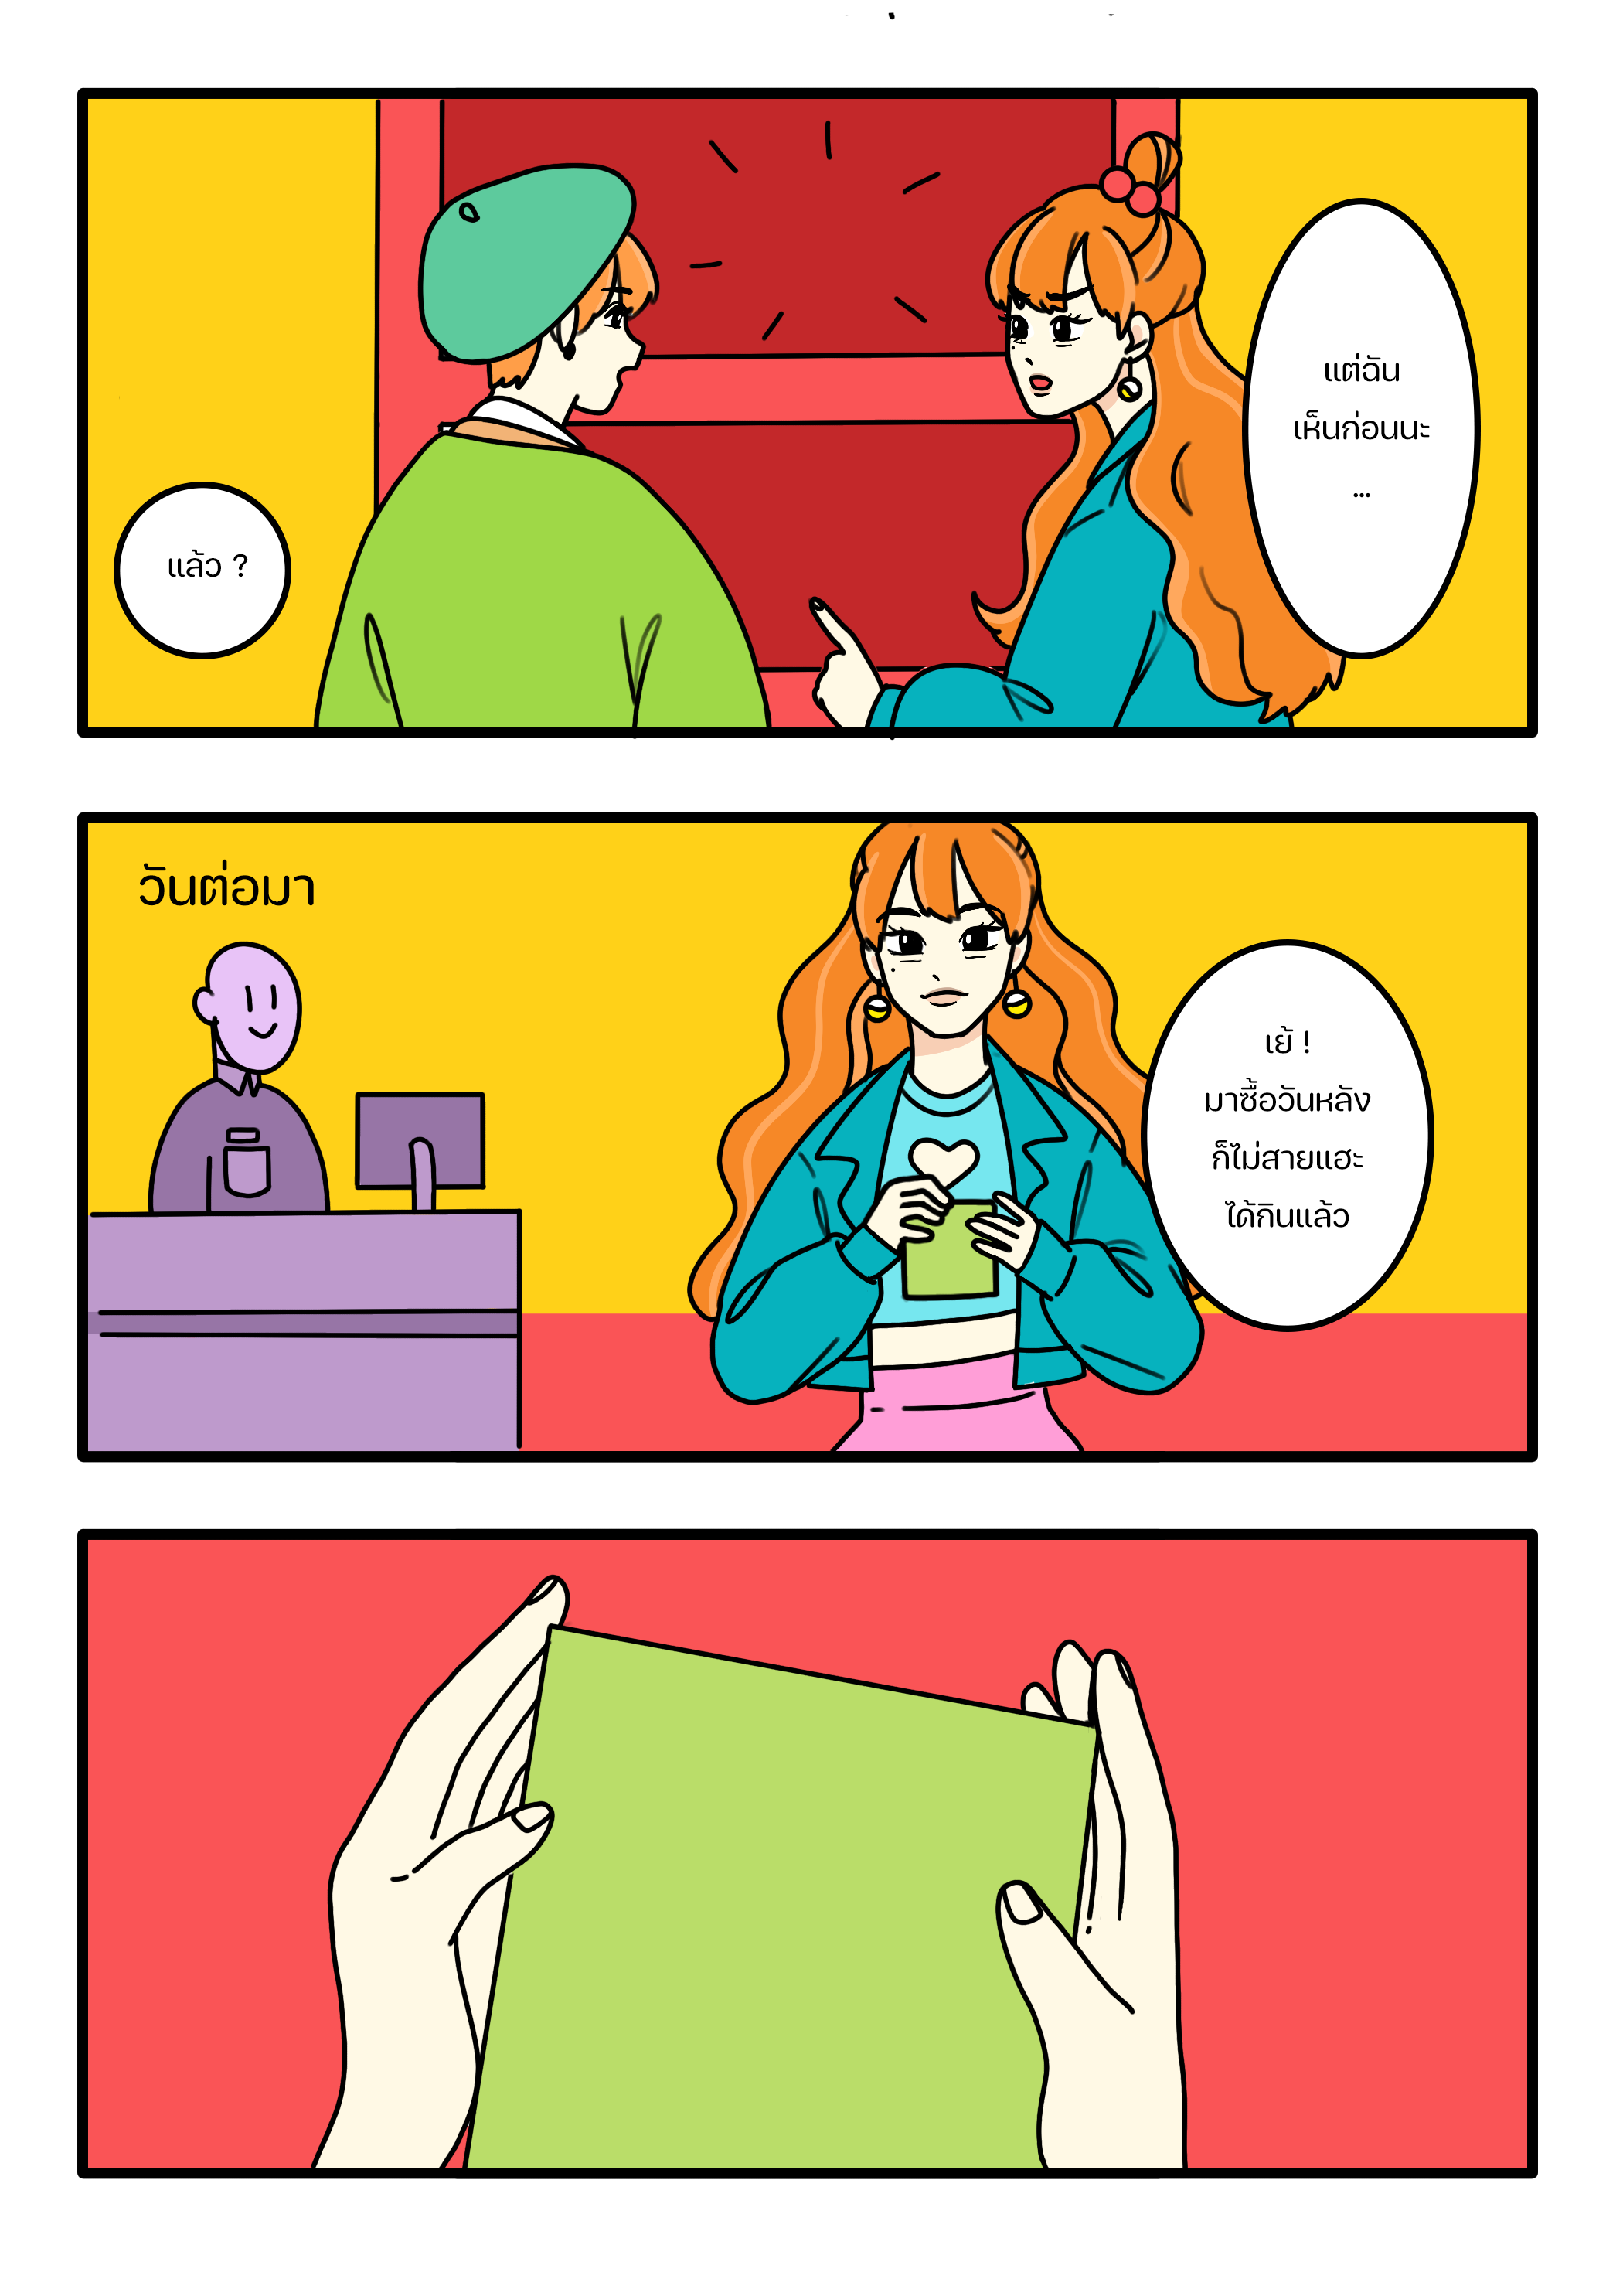 แต่ฉัน
เห็นก่อนนะ
...
แล้ว ?
วันต่อมา
เย้ !
มาซื้อวันหลัง
ก็ไม่สายแฮะ
ได้กินแล้ว